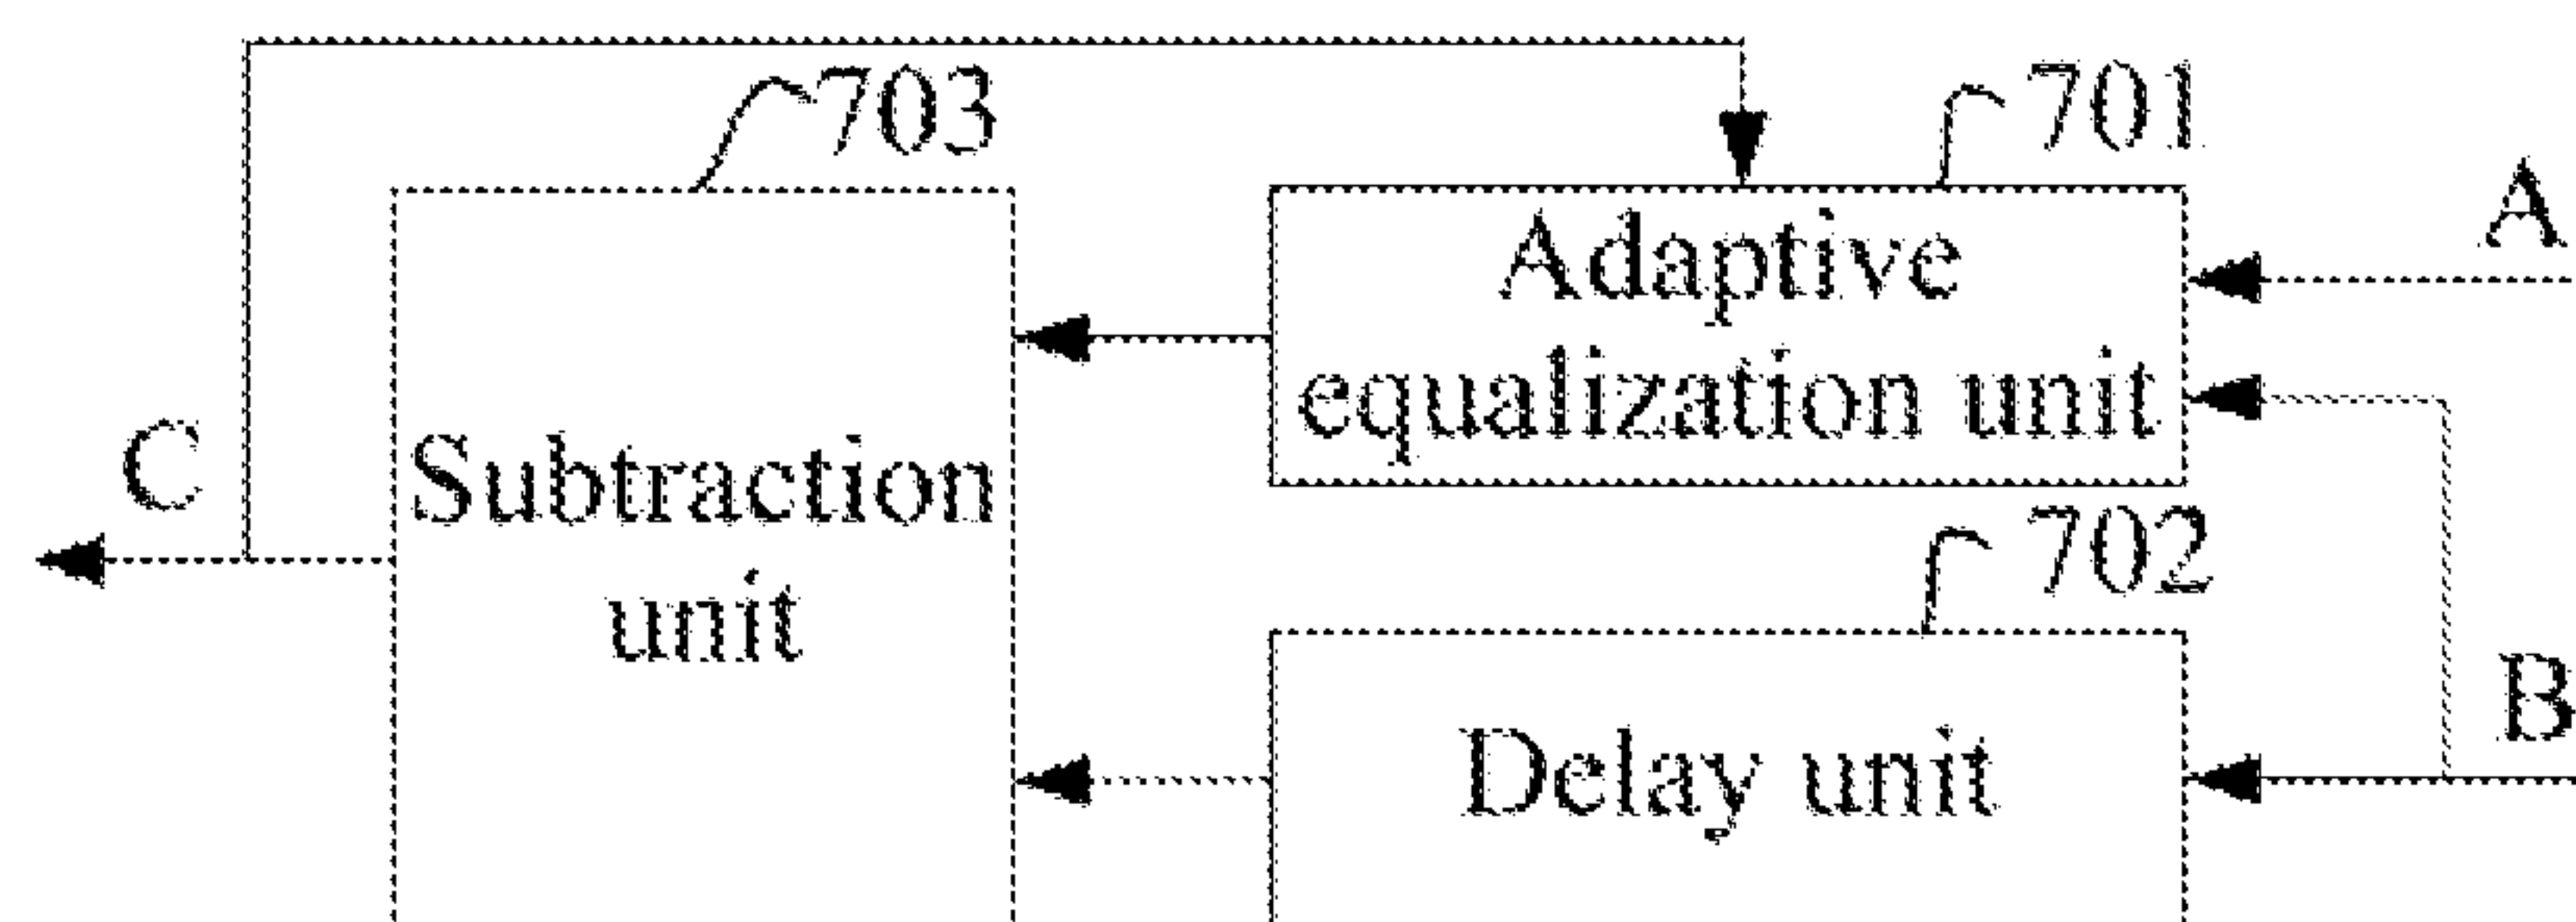 703
701
A
Adaptive
equalization unit
C
Subtraction
unit
702
B
Delay unit